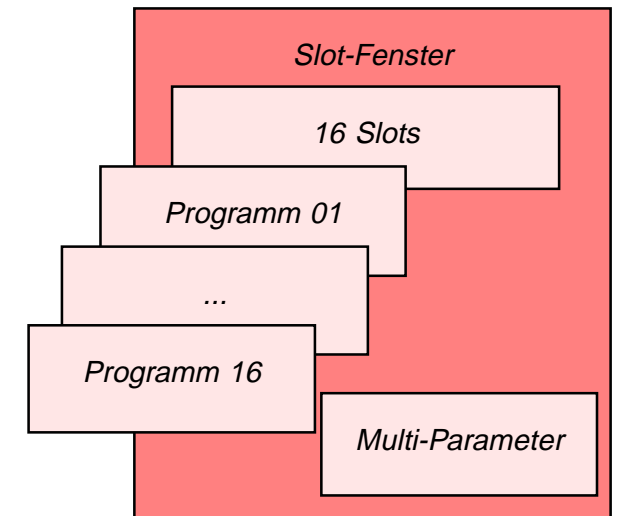 Slot-Fenster
16 Slots
Programm 01
...
Programm 16
Multi-Parameter